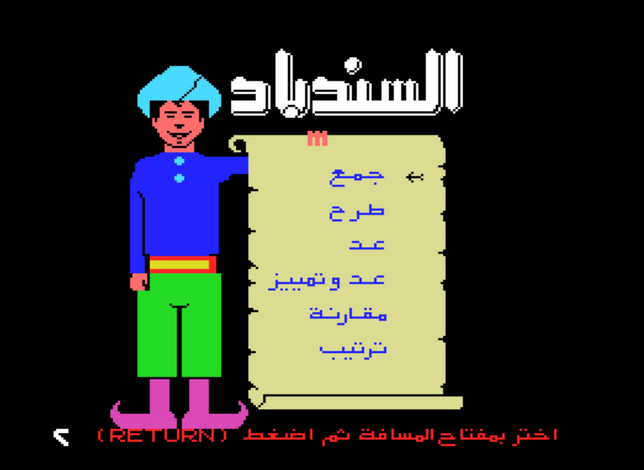 السندباد
جمع
طرح
عد
عد وتمييز
مقارنة
ترتيب
اختر بمفتاح المسافة ثم اضغط (RETURN)